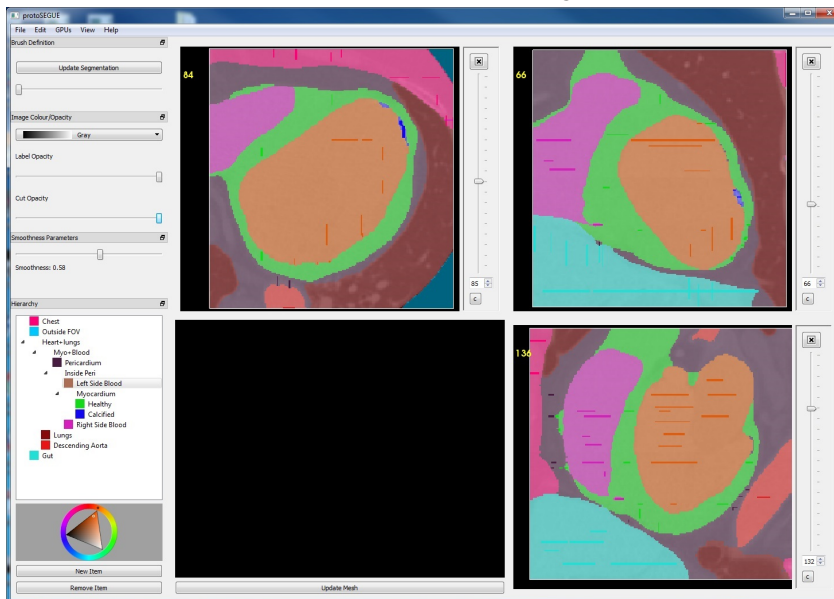 protoSEGUE
File Edit GPUs View Help
Brush Definition
Update Segmentation
Image Colour/Opacity
Gray
Label Opacity
Cut Opacity
Smoothness Parameters
Smoothness: 0.58
Hierarchy
Chest
Outside FOV
Heart+lungs
Myo+Blood
Pericardium
Inside Peri
Left Side Blood
Myocardium
Healthy
Calcified
Right Side Blood
Lungs
Descending Aorta
Gut
New Item
Remove Item
84
85
c
66
66
c
Update Mesh
136
132
c